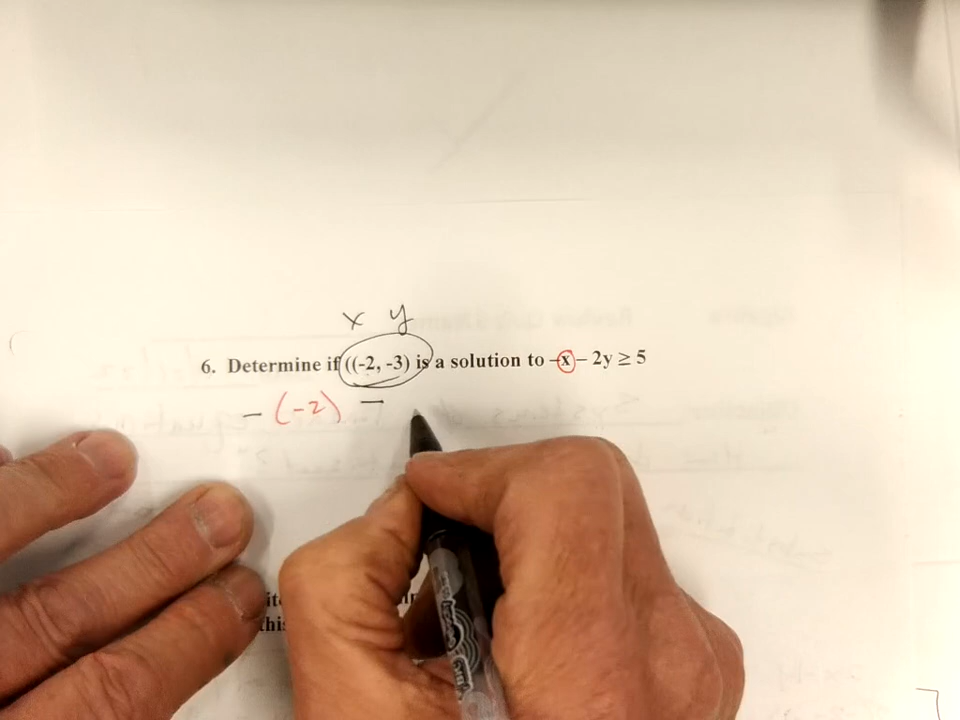 x y
6. Determine if ((-2, -3) is a solution to -x - 2y ≥ 5
- (-2) -